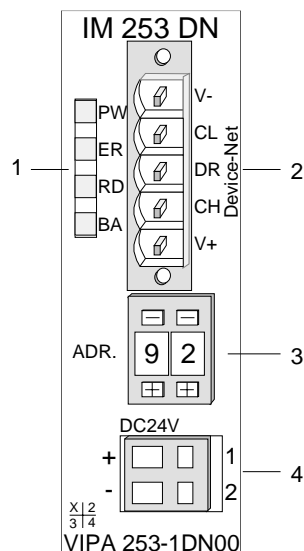 IM 253 DN
PW
ER
RD
BA
V-
CL
DR
CH
V+
Device-Net
1
2
ADR.
9 2
3
DC24V
+
-
1
2
4
X 2
3 4
VIPA 253-1DN00